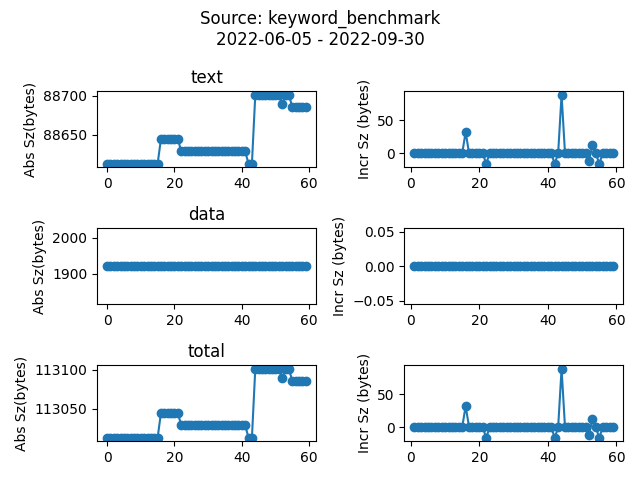 Source: keyword_benchmark
2022-06-05 - 2022-09-30
text
Abs Sz(bytes)
88700
88650
0 20 40 60
Incr Sz (bytes)
50
0
0 20 40 60
data
Abs Sz(bytes)
2000
1900
0 20 40 60
Incr Sz (bytes)
0.05
0.00
−0.05
0 20 40 60
total
Abs Sz(bytes)
113100
113050
0 20 40 60
Incr Sz (bytes)
50
0
0 20 40 60